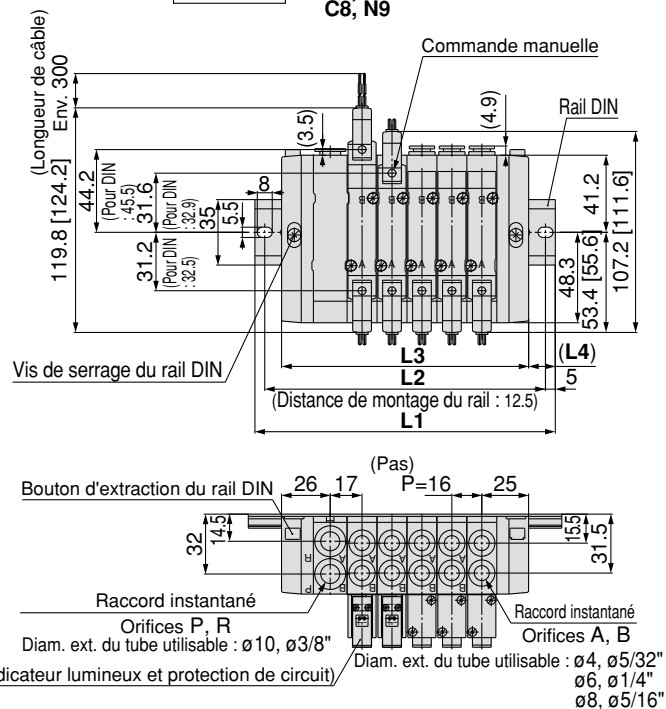 C8, N9
Commande manuelle
(Longueur de câble)
Env. 300
(3.5)
(4.9)
Rail DIN
119.8 [124.2]
44.2
(Pour DIN
: 45.5)
31.6
(Pour DIN
: 32.9)
8
35
5.5
31.2
(Pour DIN
: 32.5)
B
B
A
A
A
A
A
41.2
107.2 [111.6]
48.3
53.4 [55.6]
Vis de serrage du rail DIN
L3
(L4)
L2
5
(Distance de montage du rail : 12.5)
L1
(Pas)
26
17
P=16
25
Bouton d'extraction du rail DIN
32
14.5
15.5
31.5
R
A
A
A
A
A
P
B
B
B
B
B
Raccord instantané
Orifices P, R
Diam. ext. du tube utilisable : ø10, ø3/8"
Raccord instantané
Orifices A, B
dicateur lumineux et protection de circuit)
Diam. ext. du tube utilisable : ø4, ø5/32"
ø6, ø1/4"
ø8, ø5/16"